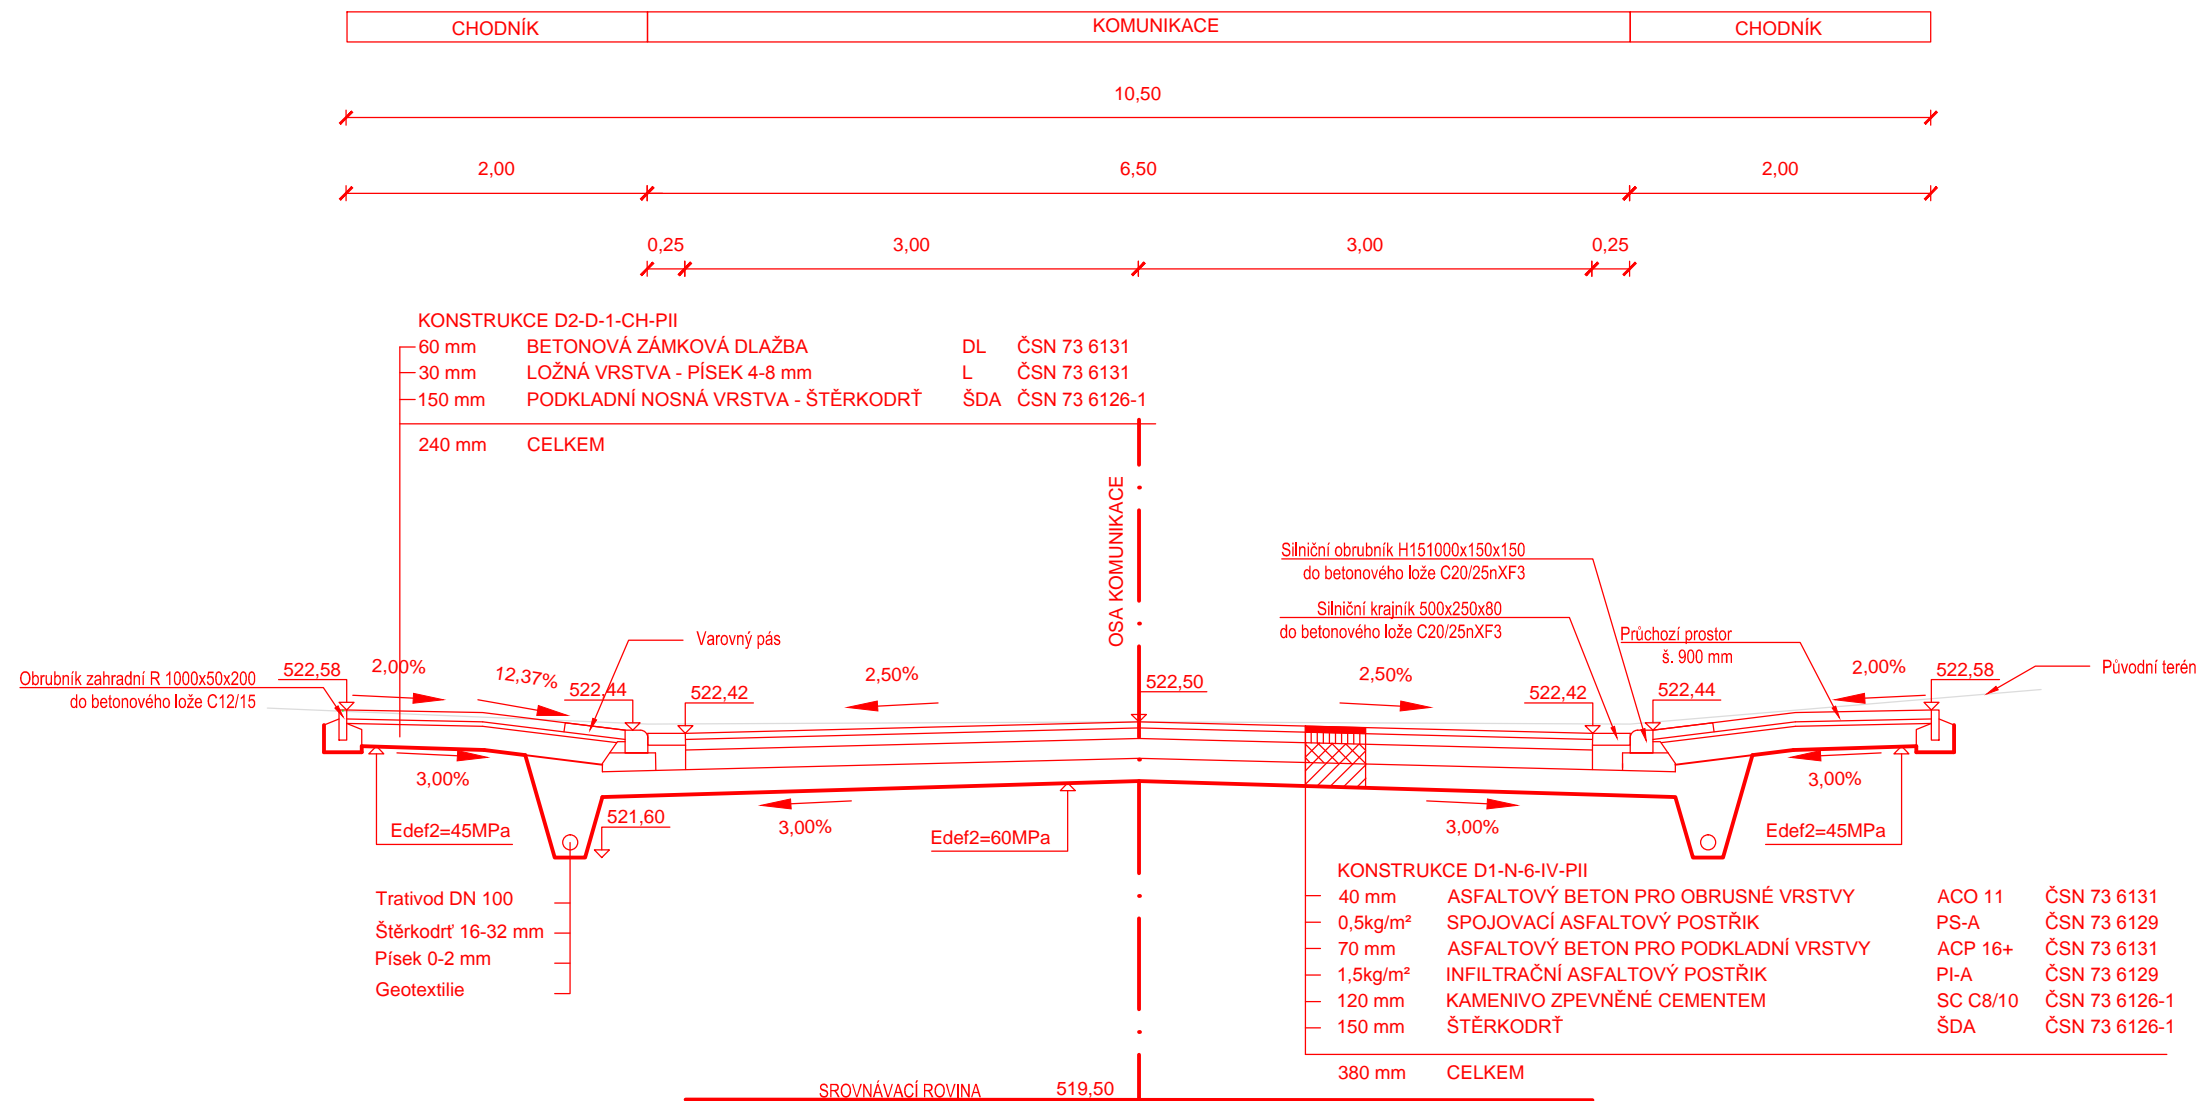 CHODNÍK KOMUNIKACE CHODNÍK
10,50
2,00 6,50 2,00
0,25 3,00 3,00 0,25
KONSTRUKCE D2-D-1-CH-PII
60 mm BETONOVÁ ZÁMKOVÁ DLAŽBA DL ČSN 73 6131
30 mm LOŽNÁ VRSTVA - PÍSEK 4-8 mm L ČSN 73 6131
150 mm PODKLADNÍ NOSNÁ VRSTVA - ŠTĚRKODRŤ ŠDA ČSN 73 6126-1
240 mm CELKEM
OSA KOMUNIKACE
Silniční obrubník H151000x150x150
do betonového lože C20/25nXF3
Silniční krajník 500x250x80
do betonového lože C20/25nXF3
Průchozí prostor
š. 900 mm
Varovný pás
Původní terén
Obrubník zahradní R 1000x50x200
do betonového lože C12/15
522,58 2,00% 12,37% 522,44 522,42 2,50% 522,50 2,50% 522,42 522,44 2,00% 522,58
3,00% 3,00% 3,00% 3,00%
521,60
Edef2=45MPa Edef2=60MPa Edef2=45MPa
Trativod DN 100
Štěrkodrť 16-32 mm
Písek 0-2 mm
Geotextilie
KONSTRUKCE D1-N-6-IV-PII
40 mm ASFALTOVÝ BETON PRO OBRUSNÉ VRSTVY ACO 11 ČSN 73 6131
0,5kg/m² SPOJOVACÍ ASFALTOVÝ POSTŘIK PS-A ČSN 73 6129
70 mm ASFALTOVÝ BETON PRO PODKLADNÍ VRSTVY ACP 16+ ČSN 73 6131
1,5kg/m² INFILTRAČNÍ ASFALTOVÝ POSTŘIK PI-A ČSN 73 6129
120 mm KAMENIVO ZPEVNĚNÉ CEMENTEM SC C8/10 ČSN 73 6126-1
150 mm ŠTĚRKODRŤ ŠDA ČSN 73 6126-1
380 mm CELKEM
SROVNÁVACÍ ROVINA 519,50